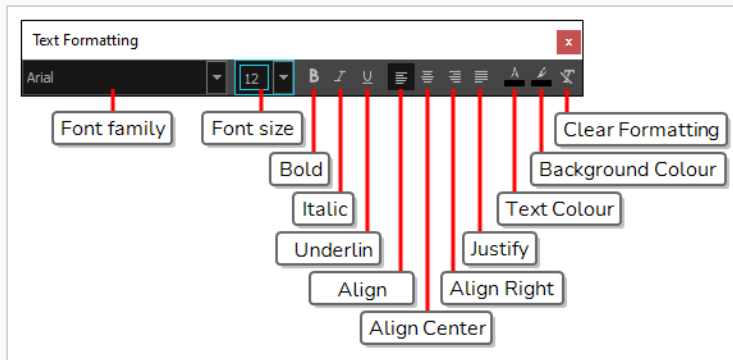 Text Formatting
x
Arial
12
B I U
A
Font family
Font size
Clear Formatting
Bold
Background Colour
Italic
Text Colour
Underlin
Justify
Align
Align Right
Align Center